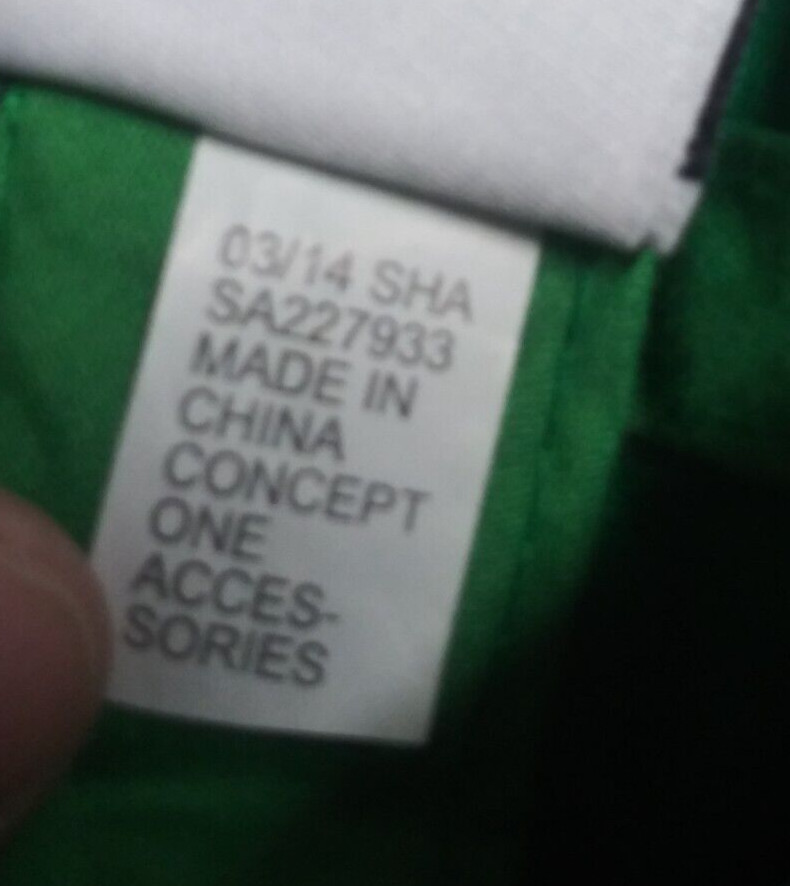 03/14 SHA
SA227933
MADE IN
CHINA
CONCEPT
ONE
ACCES-
SORIES